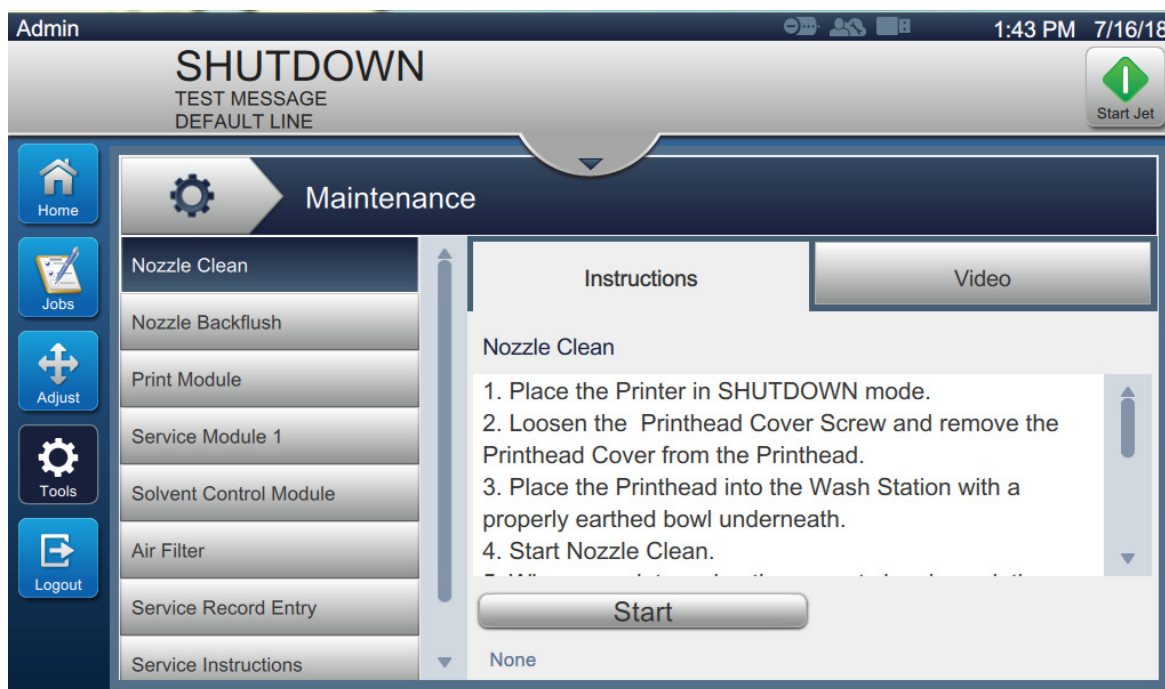 Admin
1:43 PM 7/16/18
SHUTDOWN
TEST MESSAGE
DEFAULT LINE
Start Jet
Home
Jobs
Adjust
Tools
Logout
Maintenance
Nozzle Clean
Nozzle Backflush
Print Module
Service Module 1
Solvent Control Module
Air Filter
Service Record Entry
Service Instructions
Instructions
Video
Nozzle Clean
1. Place the Printer in SHUTDOWN mode.
2. Loosen the Printhead Cover Screw and remove the
Printhead Cover from the Printhead.
3. Place the Printhead into the Wash Station with a
properly earthed bowl underneath.
4. Start Nozzle Clean.
Start
None